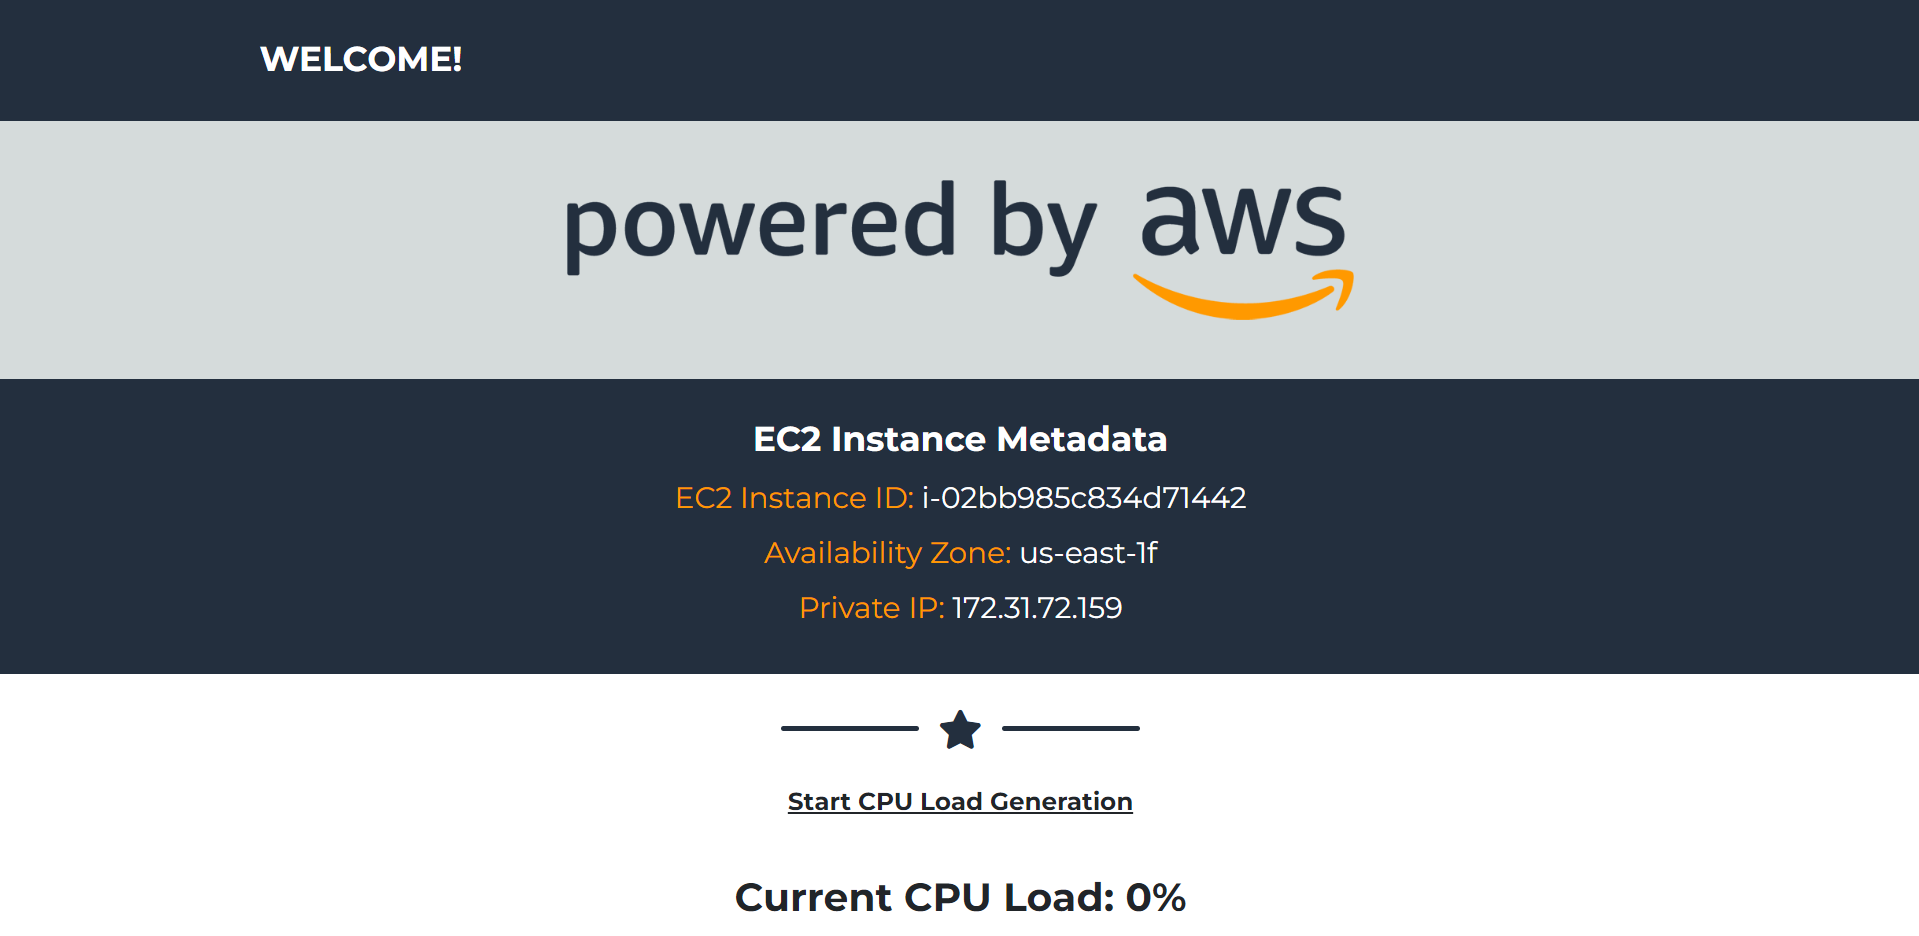 WELCOME!
powered by aws
EC2 Instance Metadata
EC2 Instance ID: i-02bb985c834d71442
Availability Zone: us-east-1f
Private IP: 172.31.72.159
Start CPU Load Generation
Current CPU Load: 0%